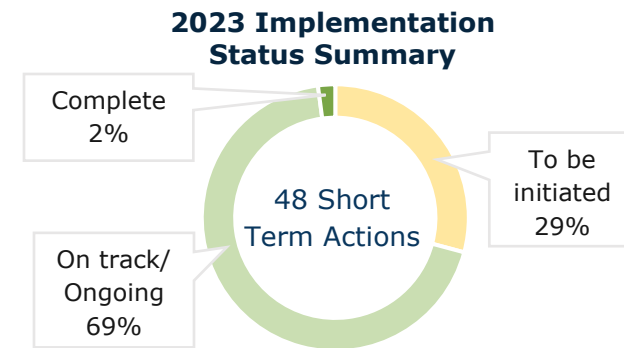 2023 Implementation
Status Summary
Complete
2%
To be
initiated
29%
48 Short
Term Actions
On track/
Ongoing
69%